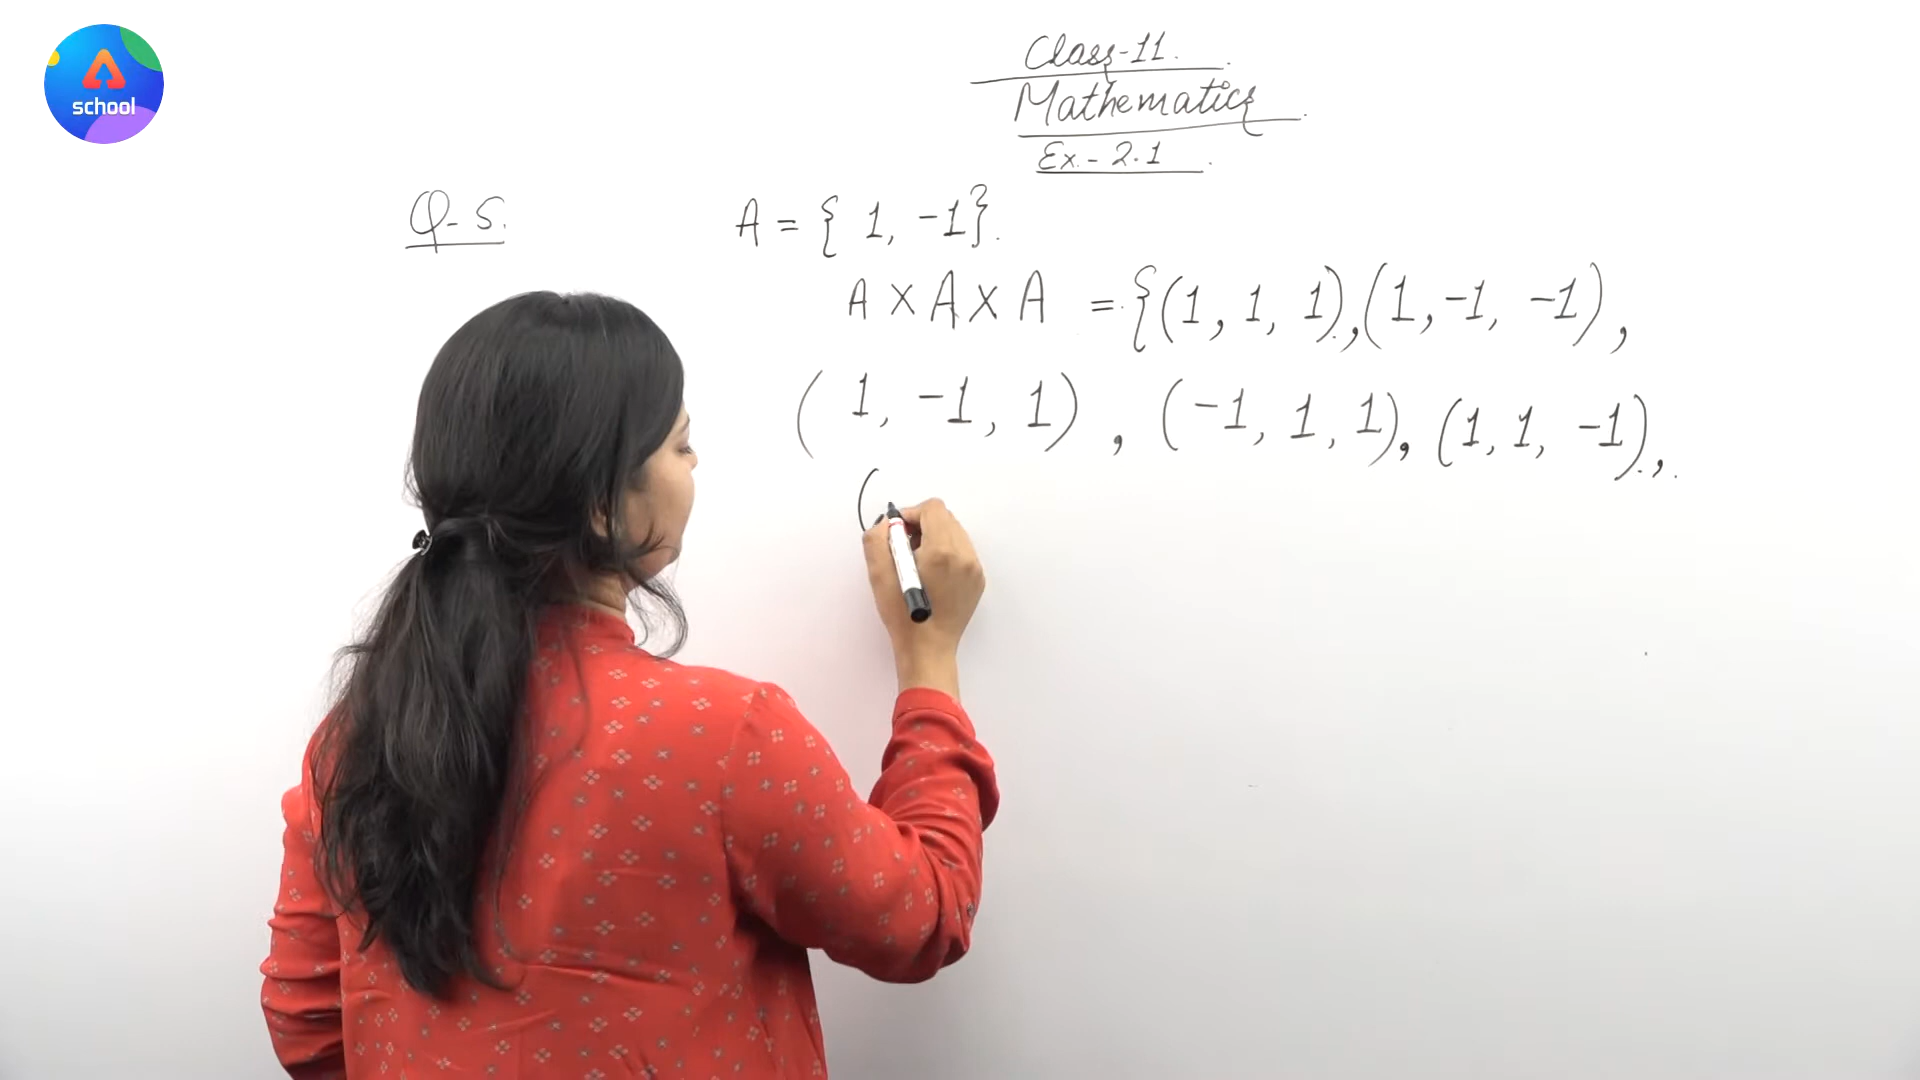 school
Class-11.
Mathematics
Ex.- 2.1
Q-5.
A = { 1, -1}.
A X A X A = {(1, 1, 1), (1, -1, -1),
( 1, -1, 1) , (-1, 1, 1), (1, 1, -1),
(